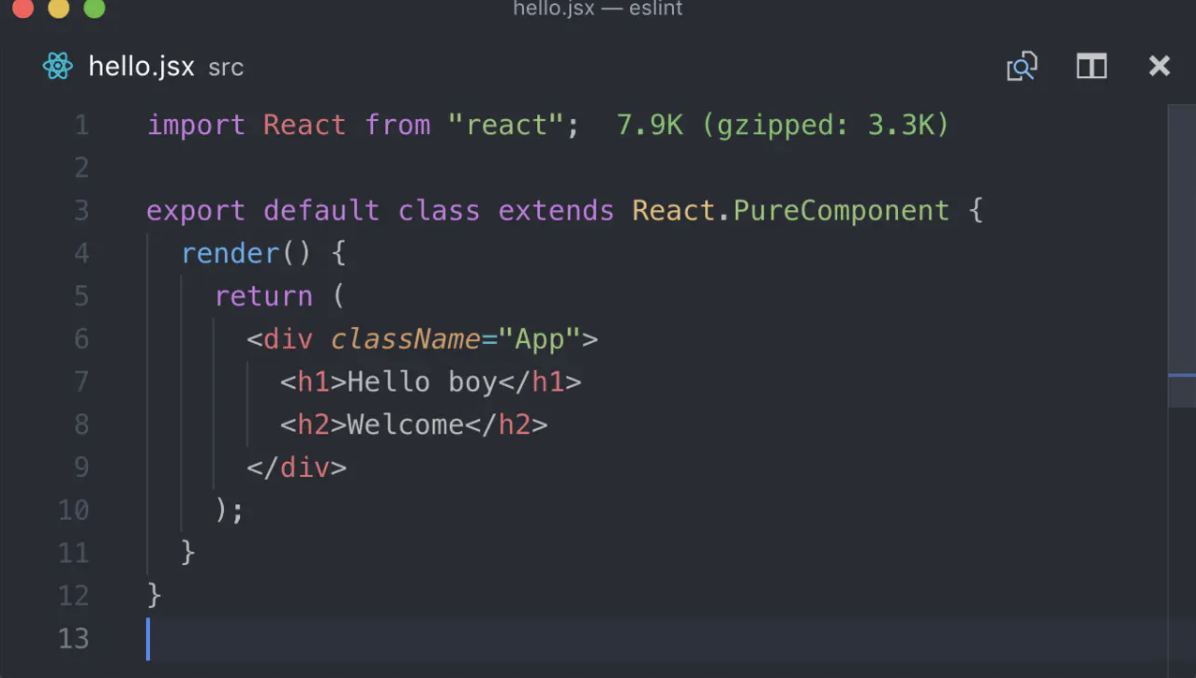 hello.jsx — eslint
hello.jsx src
1 import React from "react"; 7.9K (gzipped: 3.3K)
2
3 export default class extends React.PureComponent {
4   render() {
5     return (
6       <div className="App">
7         <h1>Hello boy</h1>
8         <h2>Welcome</h2>
9       </div>
10     );
11   }
12 }
13